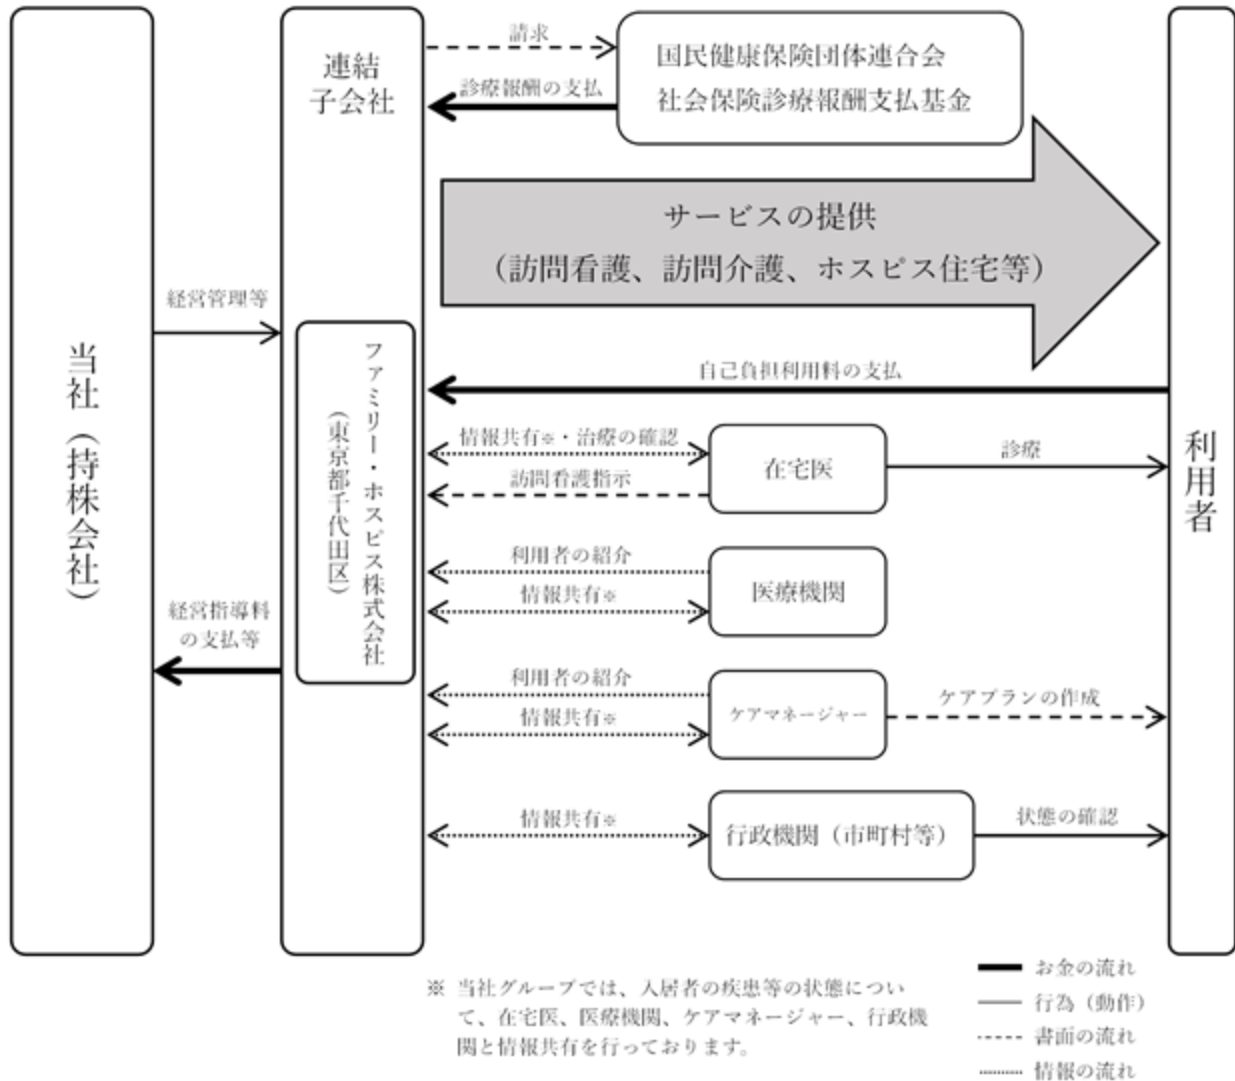 当社（持株会社）
経営管理等
経営指導料
の支払等
連結
子会社
ファミリー・ホスピス株式会社
（東京都千代田区）
請求
診療報酬の支払
国民健康保険団体連合会
社会保険診療報酬支払基金
サービスの提供
（訪問看護、訪問介護、ホスピス住宅等）
自己負担利用料の支払
情報共有※・治療の確認
訪問看護指示
在宅医
診療
利用者の紹介
情報共有※
医療機関
利用者の紹介
情報共有※
ケアマネージャー
ケアプランの作成
情報共有※
行政機関（市町村等）
状態の確認
利用者
※ 当社グループでは、入居者の疾患等の状態につい
て、在宅医、医療機関、ケアマネージャー、行政機
関と情報共有を行っております。
お金の流れ
行為（動作）
書面の流れ
情報の流れ